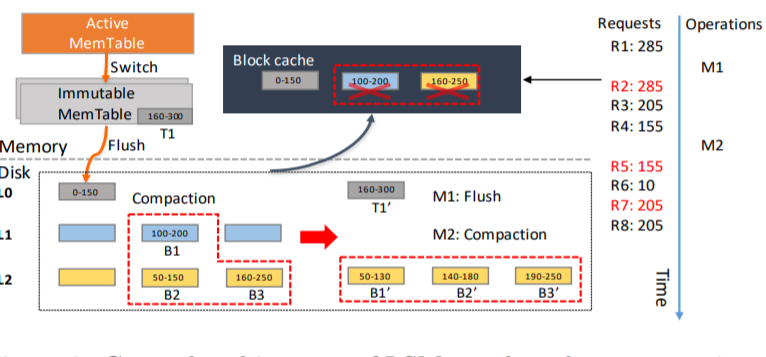 Active
MemTable
Switch
Immutable
MemTable
160-300
T1
Memory
Flush
Disk
Block cache
0-150
100-200
160-250
Requests
Operations
R1: 285
M1
R2: 285
R3: 205
R4: 155
M2
R5: 155
R6: 10
R7: 205
R8: 205
Time
L0
0-150
Compaction
160-300
T1’
M1: Flush
L1
100-200
B1
M2: Compaction
L2
50-150
B2
160-250
B3
50-130
B1’
140-180
B2’
190-250
B3’